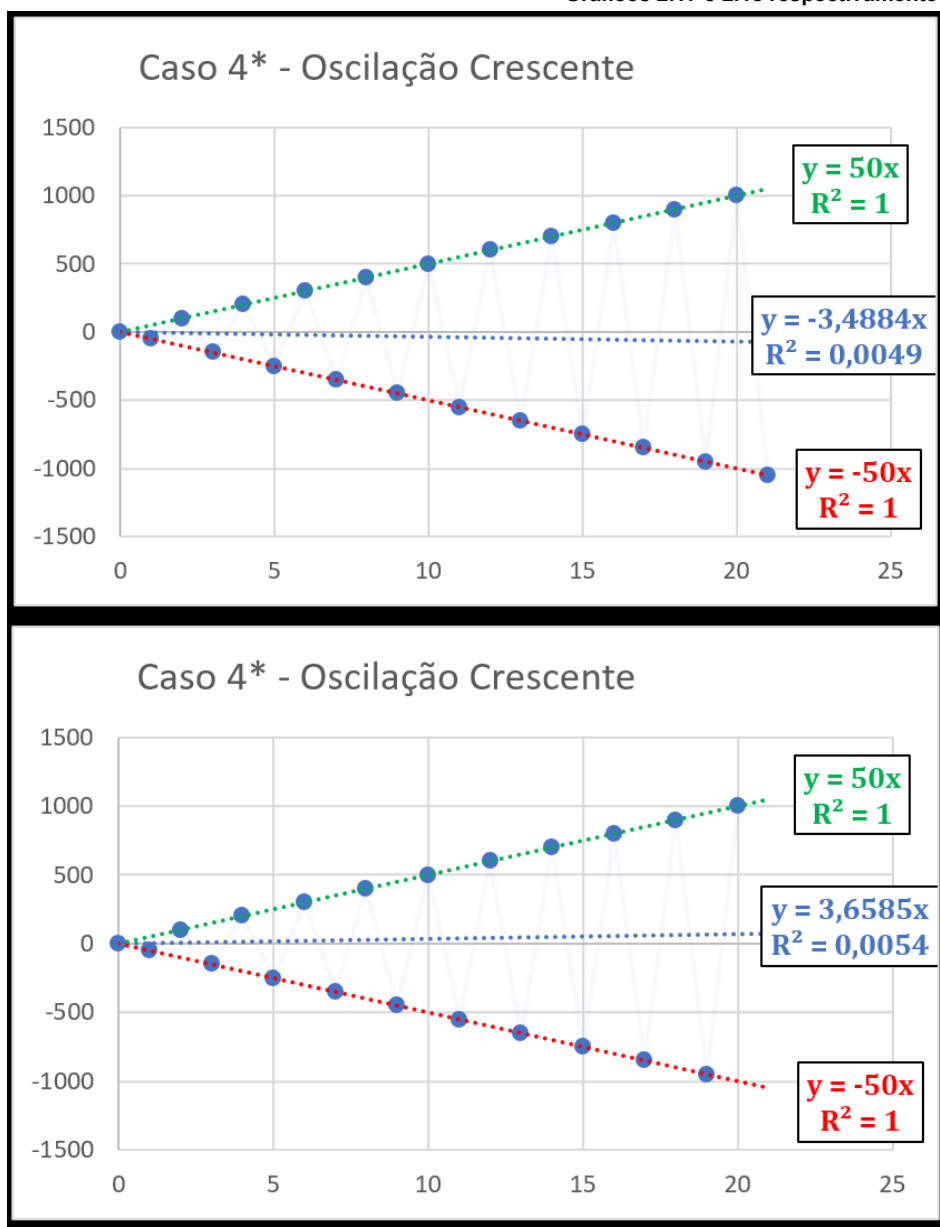 Caso 4* - Oscilação Crescente
1500
1000
500
0
-500
-1000
-1500
0 5 10 15 20 25
y = 50x
R² = 1
y = -3,4884x
R² = 0,0049
y = -50x
R² = 1
Caso 4* - Oscilação Crescente
1500
1000
500
0
-500
-1000
-1500
0 5 10 15 20 25
y = 50x
R² = 1
y = 3,6585x
R² = 0,0054
y = -50x
R² = 1